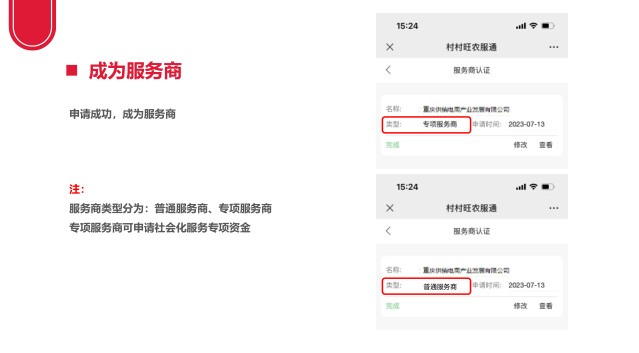 成为服务商
申请成功，成为服务商
注：
服务商类型分为：普通服务商、专项服务商
专项服务商可申请社会化服务专项资金
15:24
村村旺农服通
服务商认证
名称: 重庆供销电商产业发展有限公司
类型: 专项服务商 申请时间: 2023-07-13
完成 修改 查看
15:24
村村旺农服通
服务商认证
名称: 重庆供销电商产业发展有限公司
类型: 普通服务商 申请时间: 2023-07-13
完成 修改 查看